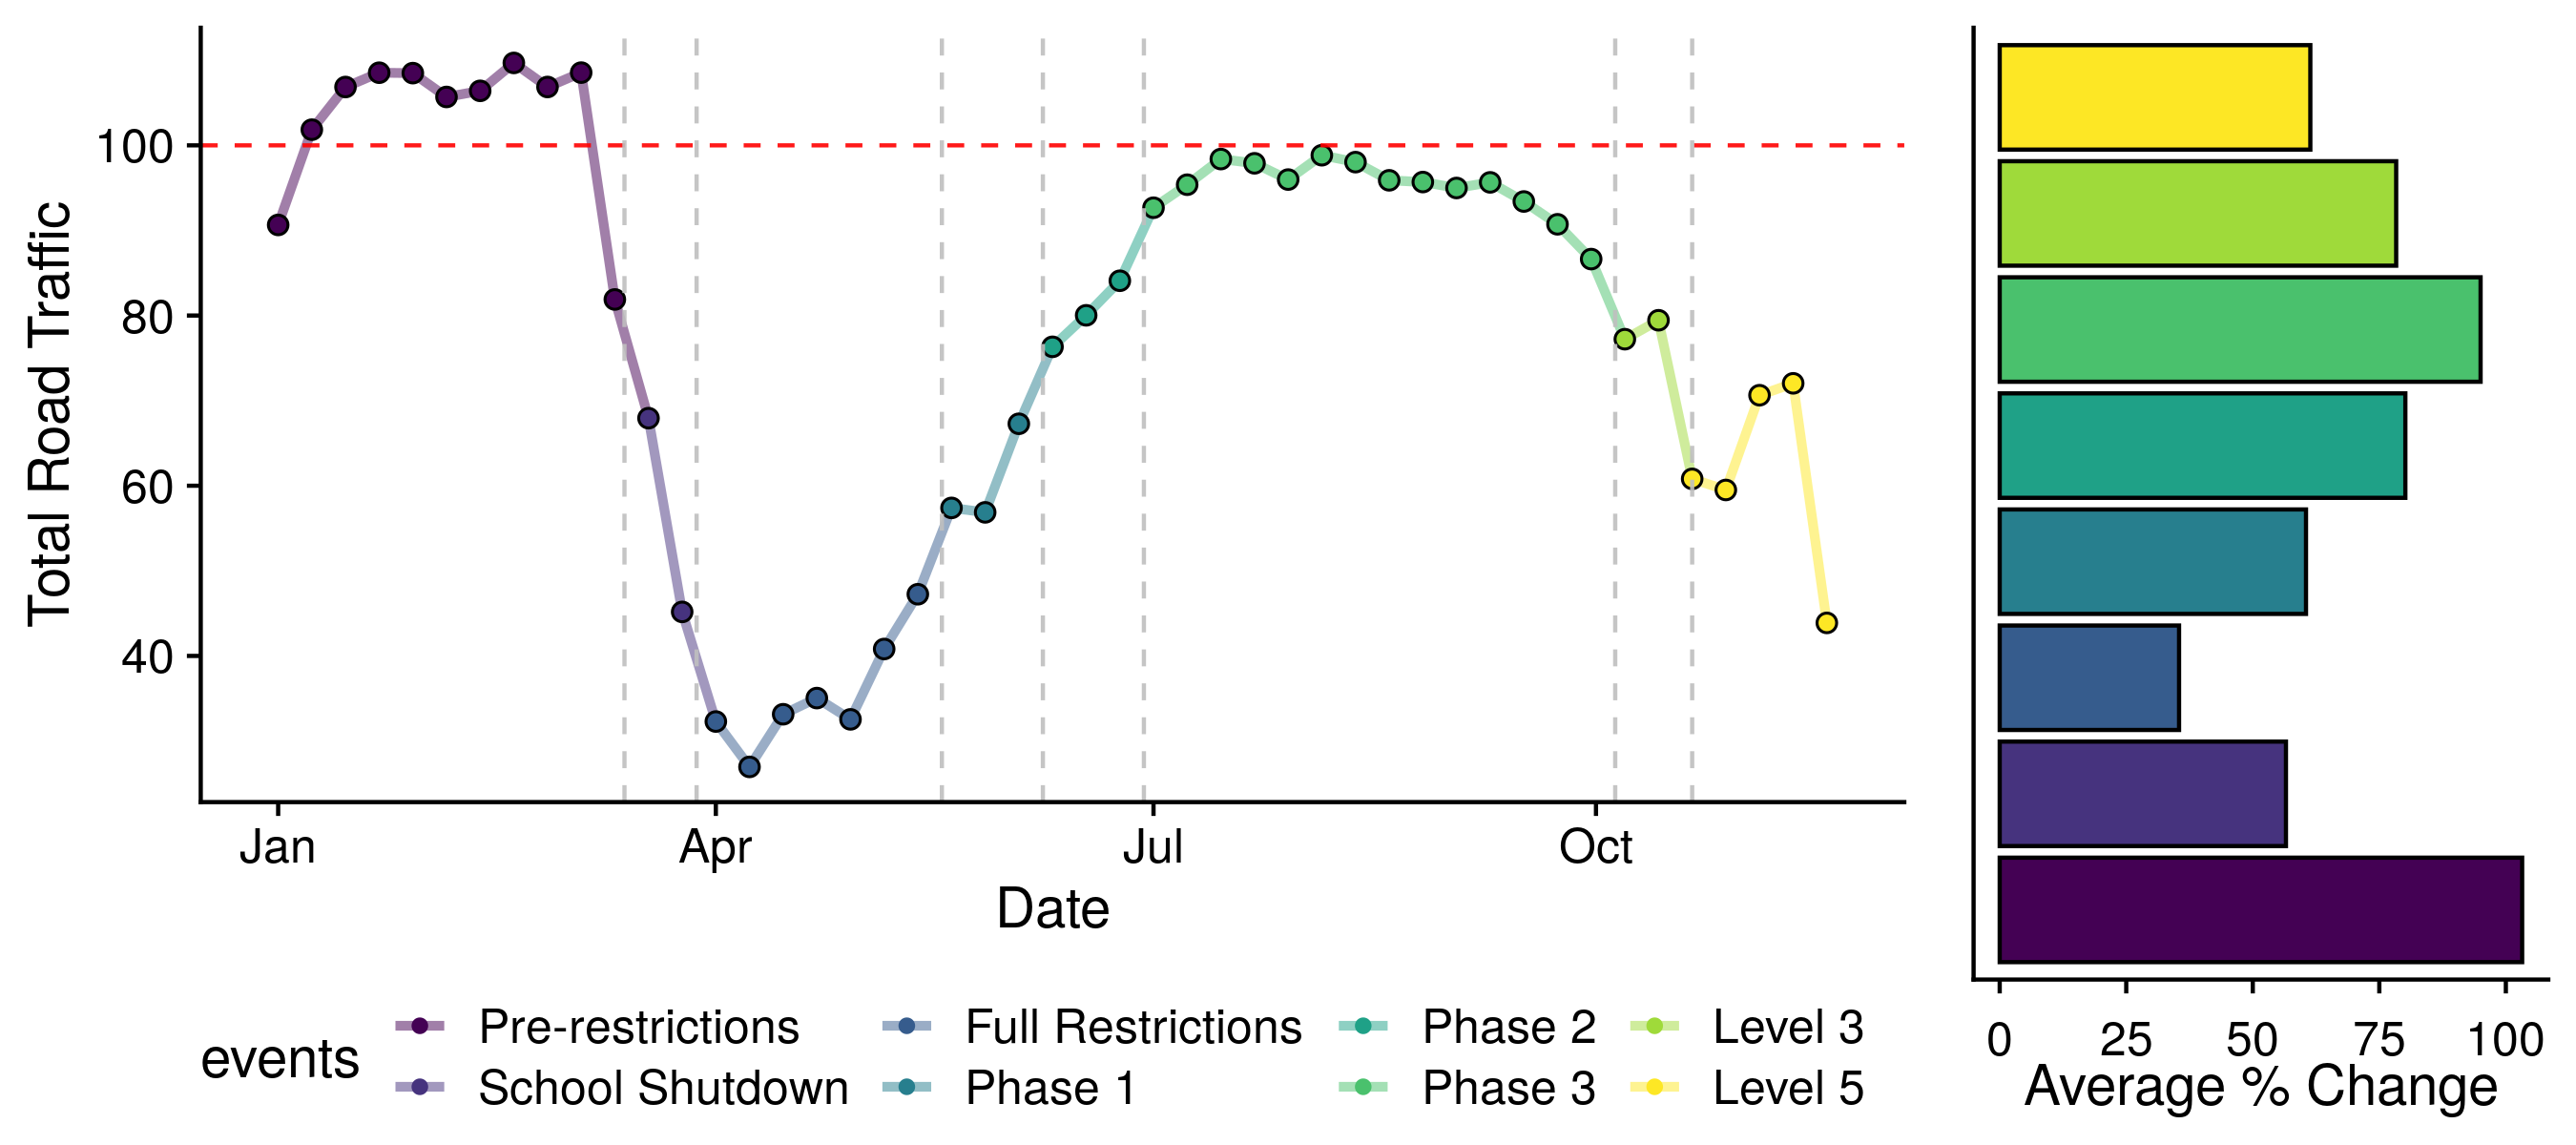 Total Road Traffic
100
80
60
40
Jan Apr Jul Oct
Date
events
Pre-restrictions Full Restrictions Phase 2 Level 3
School Shutdown Phase 1 Phase 3 Level 5
0 25 50 75 100
Average % Change